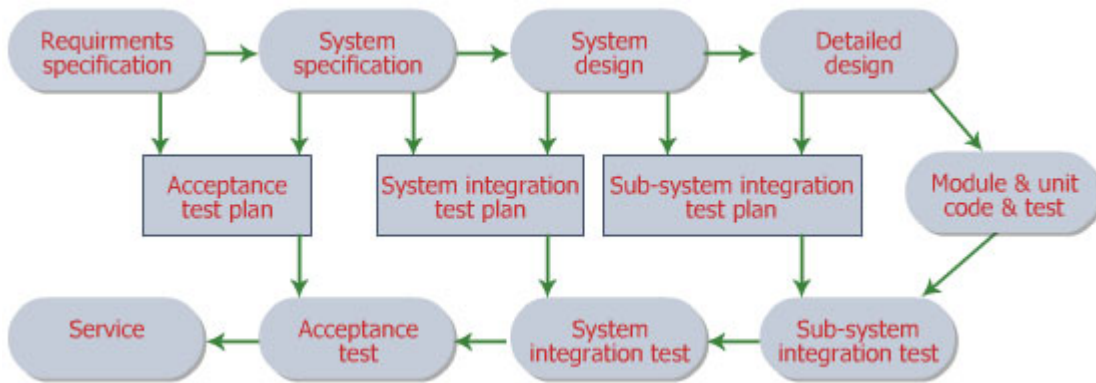 Requirments
specification
System
specification
System
design
Detailed
design
Acceptance
test plan
System integration
test plan
Sub-system integration
test plan
Module & unit
code & test
Service
Acceptance
test
System
integration test
Sub-system
integration test